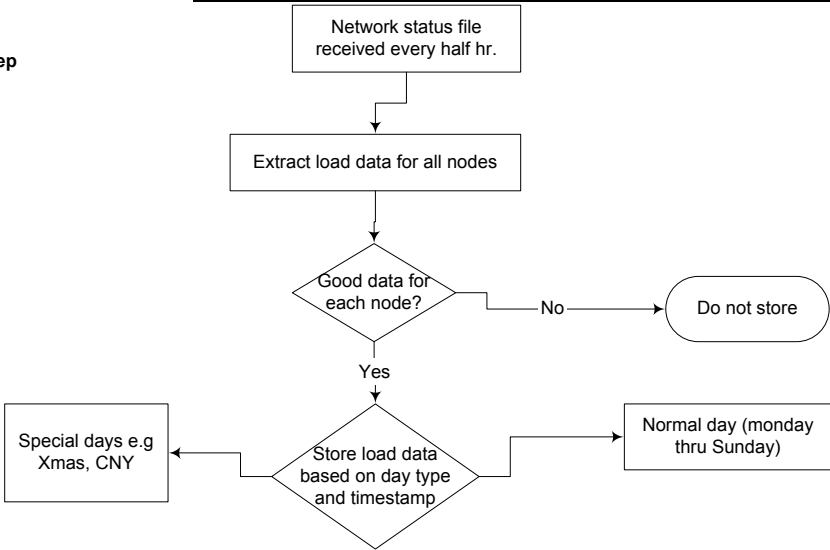 Network status file
received every half hr.
ep
Extract load data for all nodes
Good data for
each node?
No
Do not store
Yes
Special days e.g
Xmas, CNY
Store load data
based on day type
and timestamp
Normal day (monday
thru Sunday)